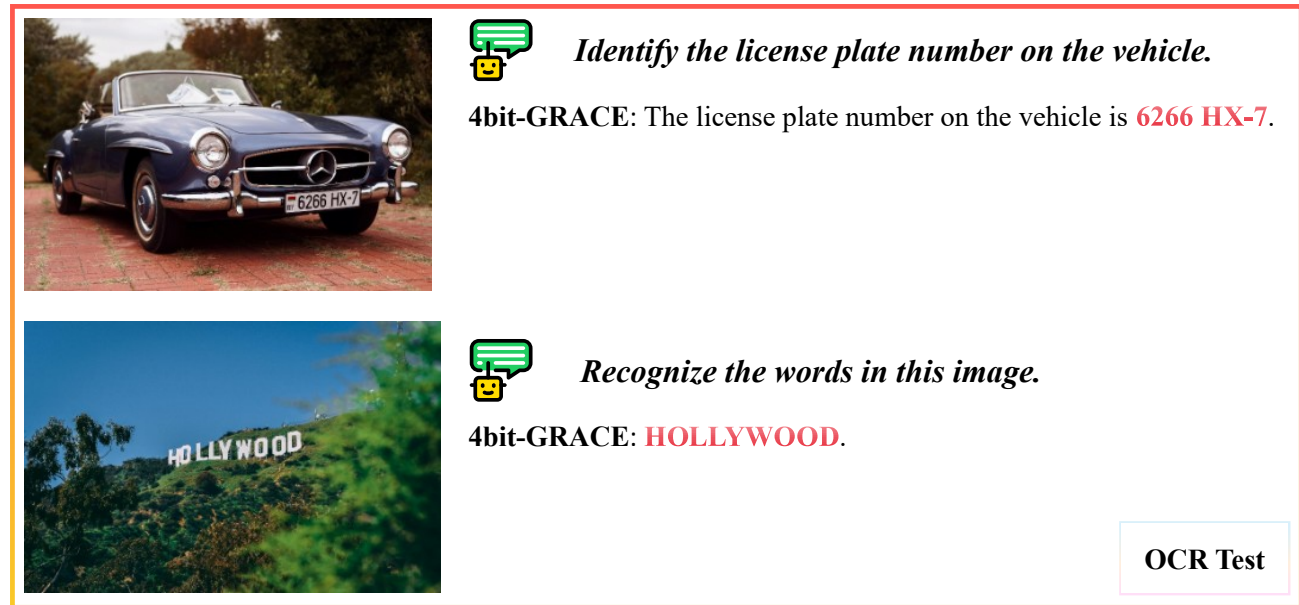 Identify the license plate number on the vehicle.
4bit-GRACE: The license plate number on the vehicle is 6266 HX-7.
6266 HX-7
Recognize the words in this image.
4bit-GRACE: HOLLYWOOD.
HOLLYWOOD
OCR Test